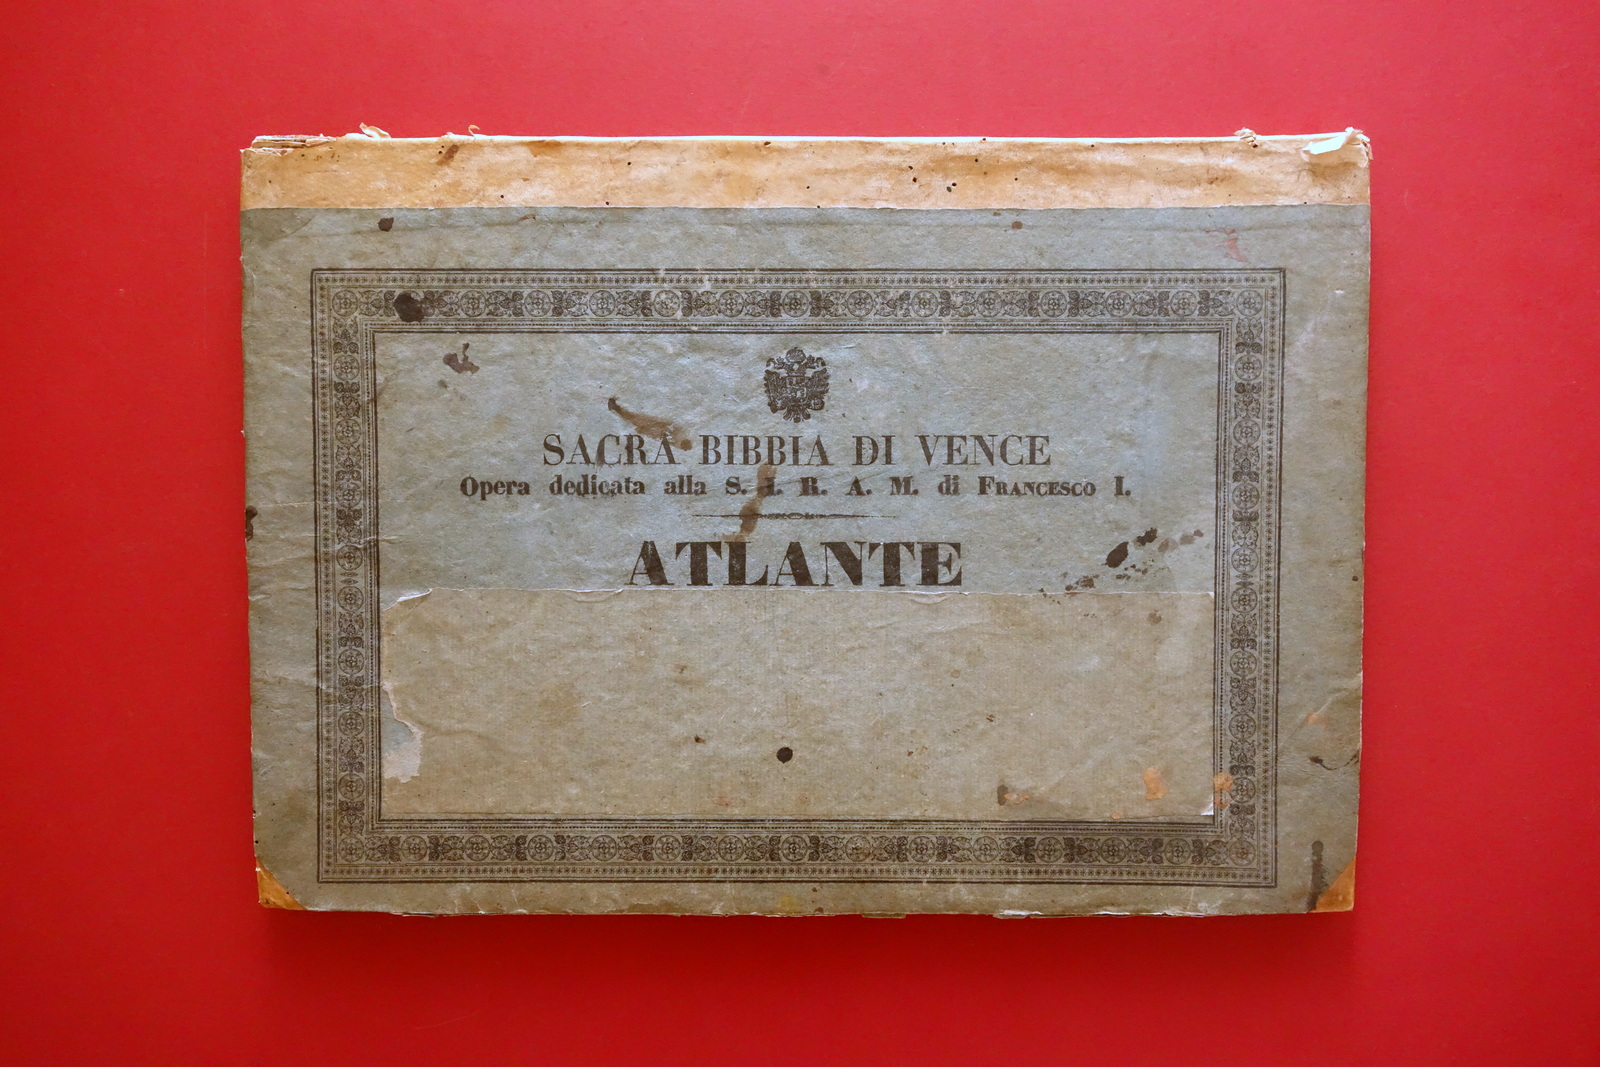 SACRA BIBBIA DI VENCE
Opera dedicata alla S. I. R. A. M. di FRANCESCO I.
ATLANTE